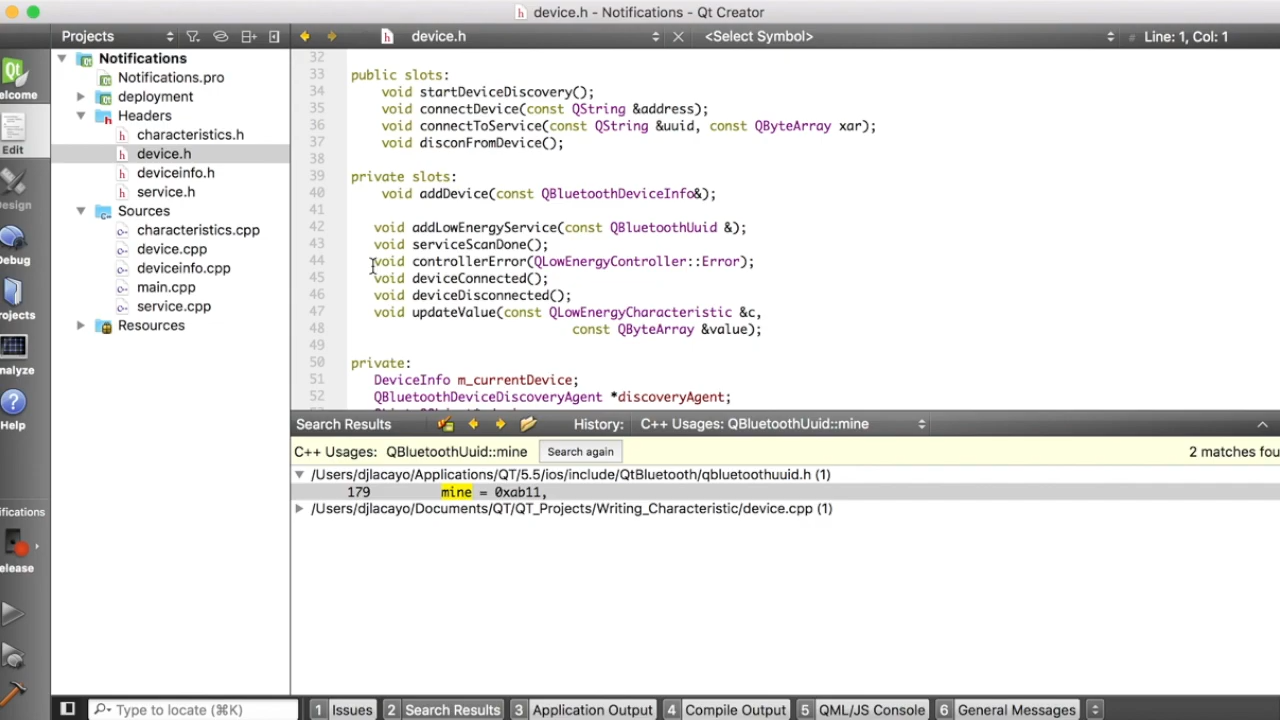 device.h - Notifications - Qt Creator
Projects
device.h
<Select Symbol>
# Line: 1, Col: 1
Notifications
Notifications.pro
deployment
Headers
characteristics.h
device.h
deviceinfo.h
service.h
Sources
characteristics.cpp
device.cpp
deviceinfo.cpp
main.cpp
service.cpp
Resources
elcome
Edit
esign
ebug
rojects
nalyze
Help
ifications
elease
32
33 public slots:
34 void startDeviceDiscovery();
35 void connectDevice(const QString &address);
36 void connectToService(const QString &uuid, const QByteArray xar);
37 void disconFromDevice();
38
39 private slots:
40 void addDevice(const QBluetoothDeviceInfo&);
41
42 void addLowEnergyService(const QBluetoothUuid &);
43 void serviceScanDone();
44 void controllerError(QLowEnergyController::Error);
45 void deviceConnected();
46 void deviceDisconnected();
47 void updateValue(const QLowEnergyCharacteristic &c,
48 const QByteArray &value);
49
50 private:
51 DeviceInfo m_currentDevice;
52 QBluetoothDeviceDiscoveryAgent *discoveryAgent;
Search Results
History:
C++ Usages: QBluetoothUuid::mine
C++ Usages: QBluetoothUuid::mine
Search again
2 matches fou
/Users/djlacayo/Applications/QT/5.5/ios/include/QtBluetooth/qbluetoothuuid.h (1)
179 mine = 0xab11,
/Users/djlacayo/Documents/QT/QT_Projects/Writing_Characteristic/device.cpp (1)
Type to locate (⌘K)
1 Issues
2 Search Results
3 Application Output
4 Compile Output
5 QML/JS Console
6 General Messages